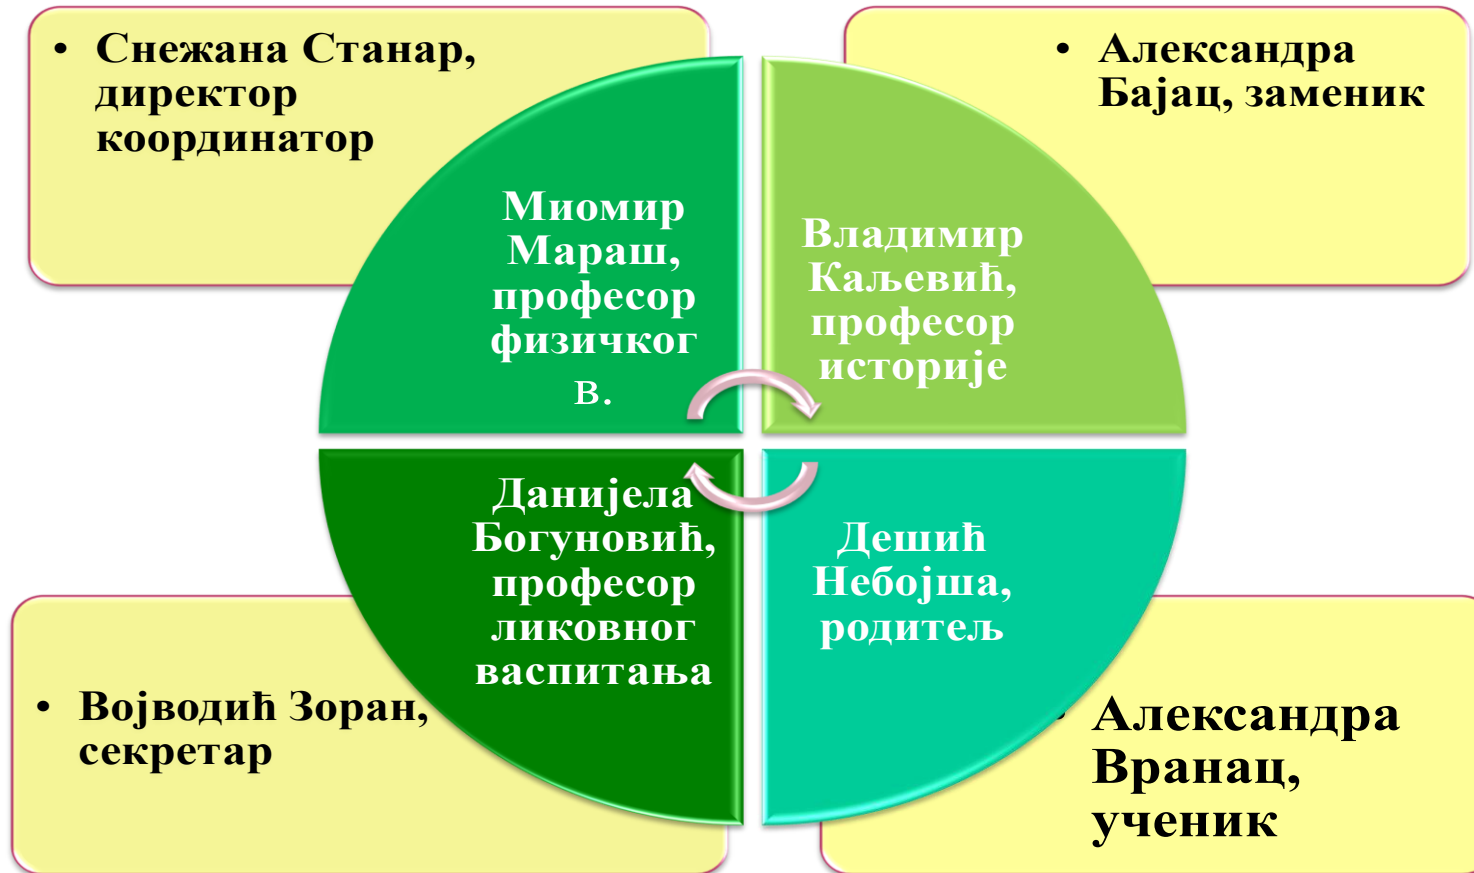 • Снежана Станар,
директор
координатор
• Александра
Бајац, заменик
Миомир
Мараш,
професор
физичког
в.
Владимир
Каљевић,
професор
историје
Данијела
Богуновић,
професор
ликовног
васпитања
Дешић
Небојша,
родитељ
• Војводић Зоран,
секретар
• Александра
Вранац,
ученик